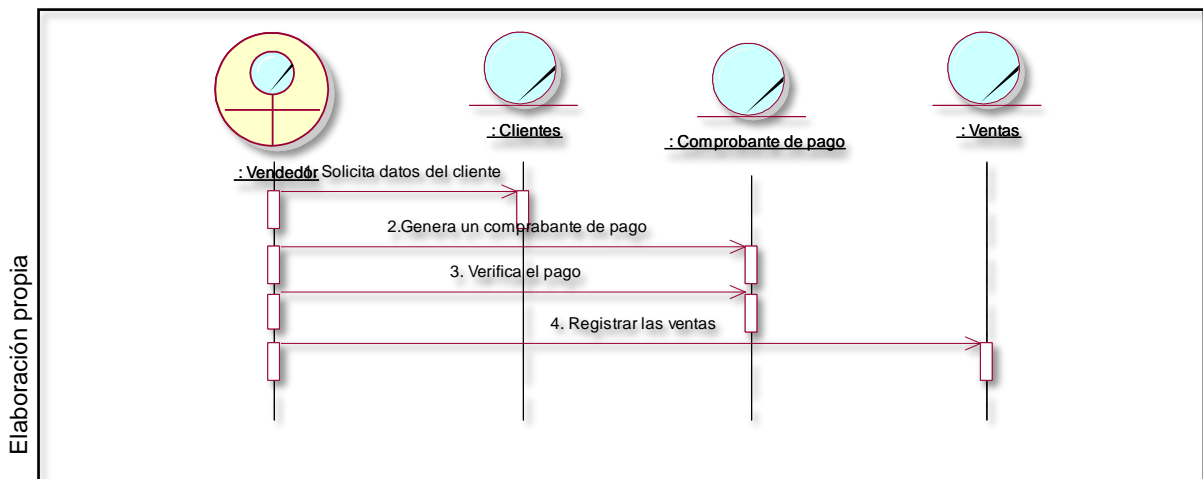 : Clientes
: Comprobante de pago
: Ventas
: Vendedor
1. Solicita datos del cliente
2.Genera un comprabante de pago
3. Verifica el pago
4. Registrar las ventas
Elaboración propia